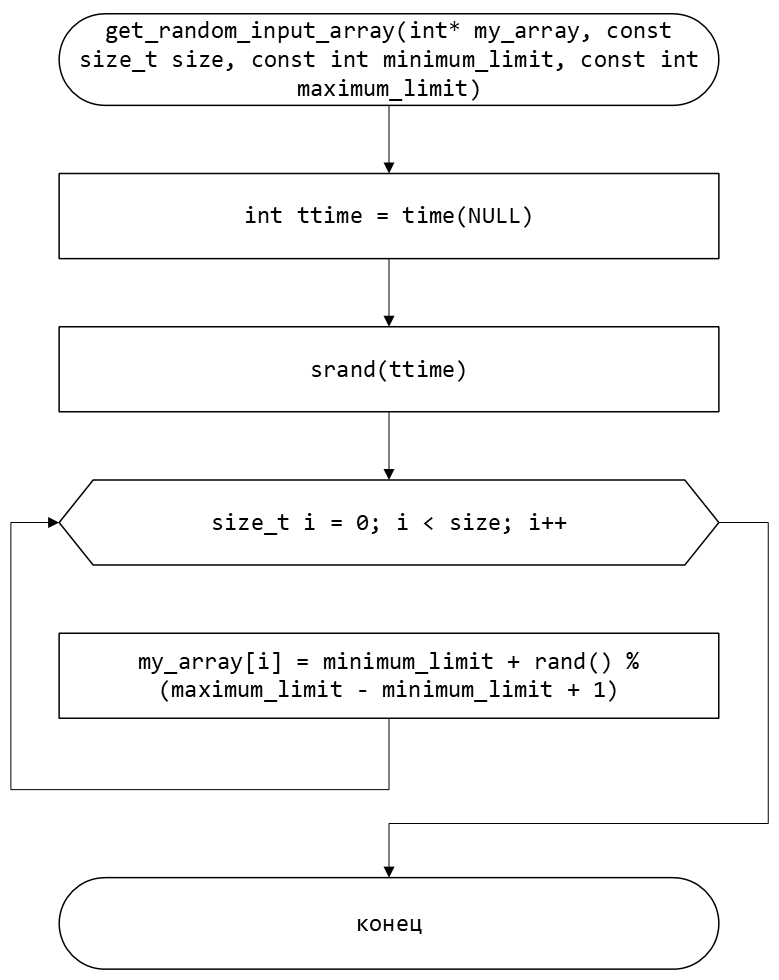 get_random_input_array(int* my_array, const
size_t size, const int minimum_limit, const int
maximum_limit)
int ttime = time(NULL)
srand(ttime)
size_t i = 0; i < size; i++
my_array[i] = minimum_limit + rand() %
(maximum_limit - minimum_limit + 1)
конец